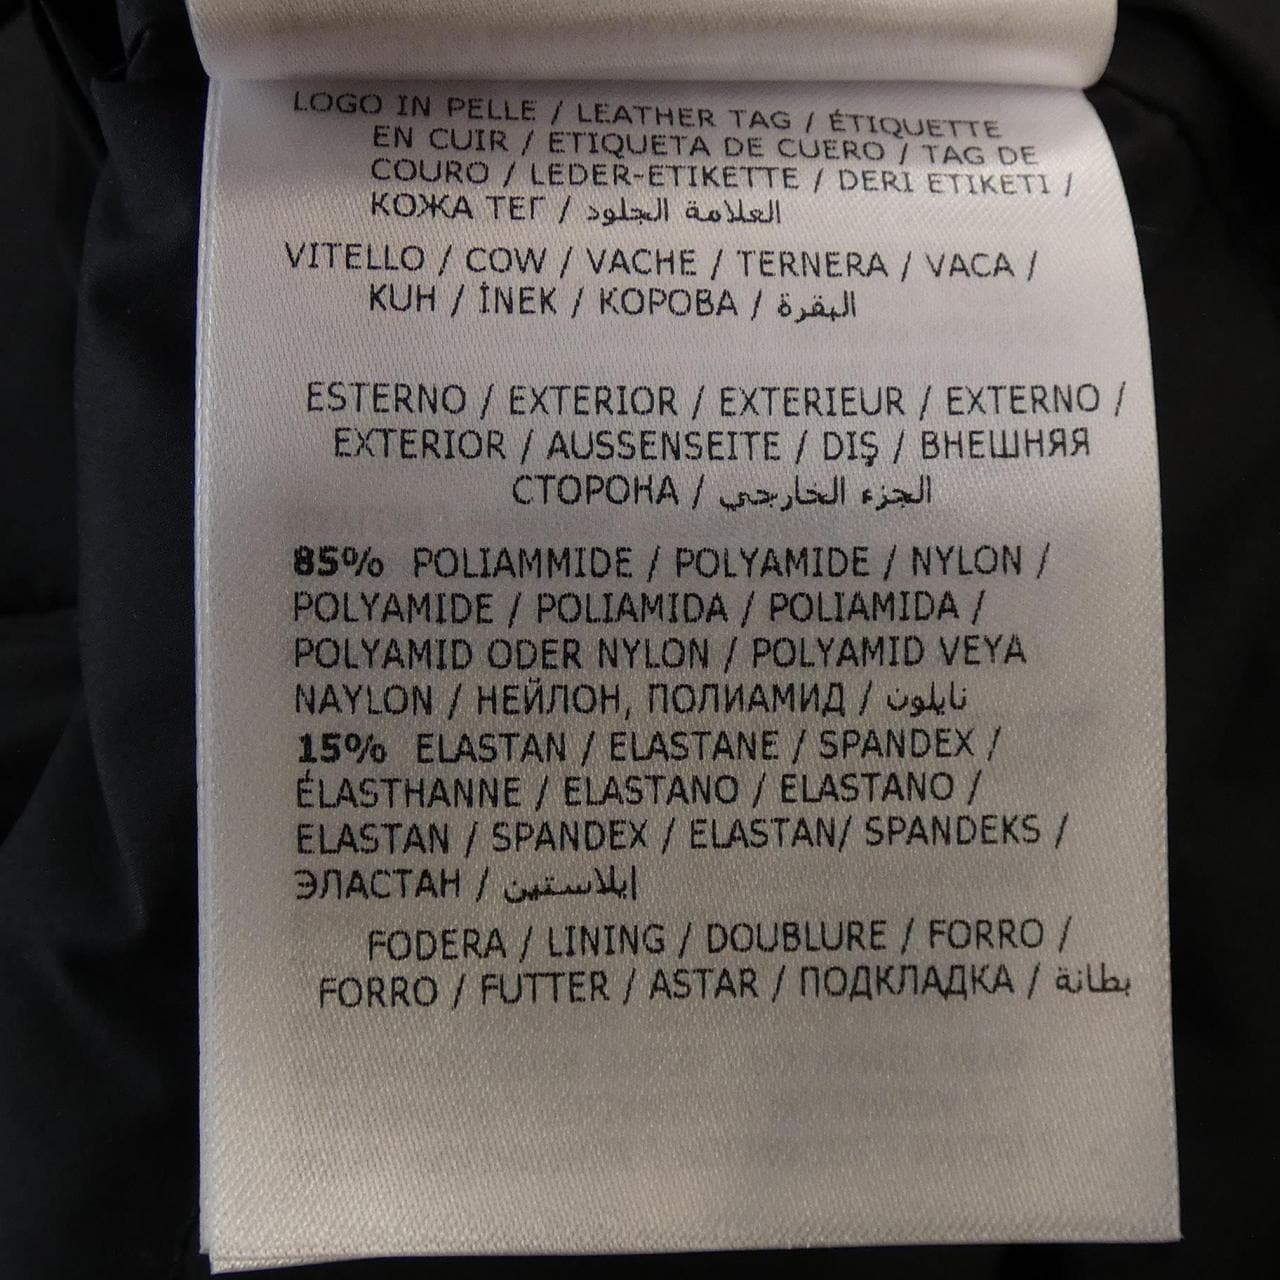 LOGO IN PELLE / LEATHER TAG / ÉTIQUETTE
EN CUIR / ETIQUETA DE CUERO / TAG DE
COURO / LEDER-ETIKETTE / DERI ETIKETI /
КОЖА ТЕГ / العلامة الجلود
VITELLO / COW / VACHE / TERNERA / VACA /
KUH / İNEK / КОРОВА / البقرة
ESTERNO / EXTERIOR / EXTERIEUR / EXTERNO /
EXTERIOR / AUSSENSEITE / DIŞ / ВНЕШНЯЯ
СТОРОНА / الجزء الخارجي
85% POLIAMMIDE / POLYAMIDE / NYLON /
POLYAMIDE / POLIAMIDA / POLIAMIDA /
POLYAMID ODER NYLON / POLYAMID VEYA
NAYLON / НЕЙЛОН, ПОЛИАМИД / نايلون
15% ELASTAN / ELASTANE / SPANDEX /
ÉLASTHANNE / ELASTANO / ELASTANO /
ELASTAN / SPANDEX / ELASTAN/ SPANDEKS /
ЭЛАСТАН / إيلاستين
FODERA / LINING / DOUBLURE / FORRO /
FORRO / FUTTER / ASTAR / ПОДКЛАДКА / بطانة